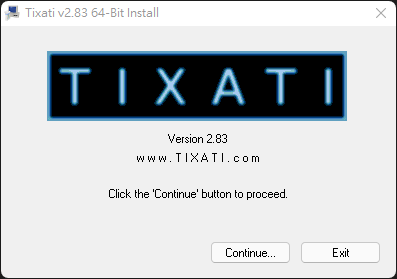 Tixati v2.83 64-Bit Install
TIXATI
Version 2.83
www.TIXATI.com
Click the 'Continue' button to proceed.
Continue...
Exit